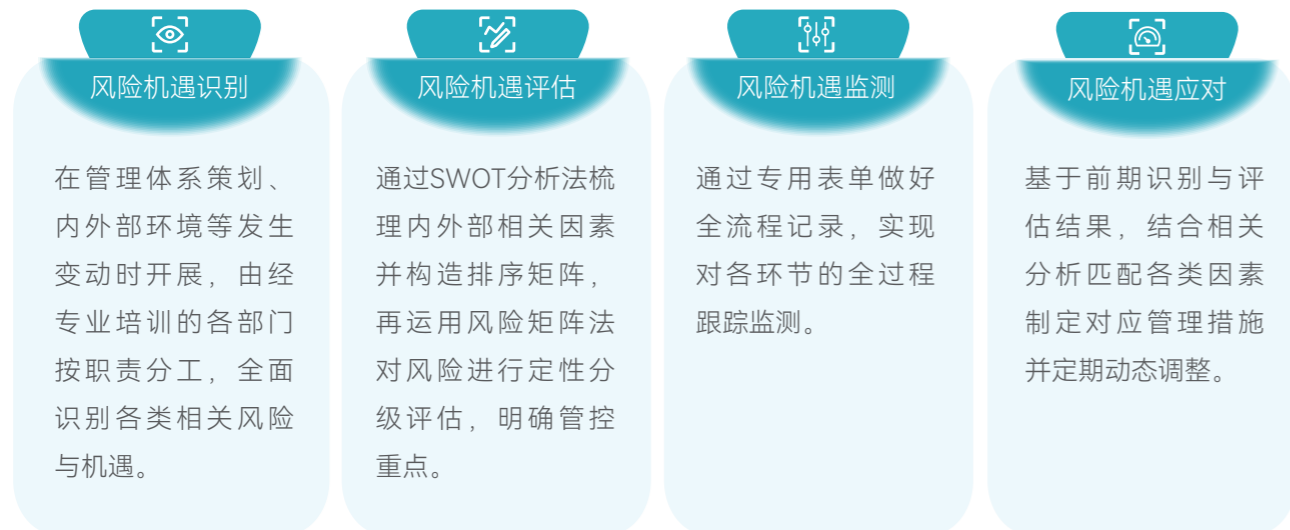 风险机遇识别
在管理体系策划、
内外部环境等发生
变动时开展，由经
专业培训的各部门
按职责分工，全面
识别各类相关风险
与机遇。
风险机遇评估
通过SWOT分析法梳
理内外部相关因素
并构造排序矩阵，
再运用风险矩阵法
对风险进行定性分
级评估，明确管控
重点。
风险机遇监测
通过专用表单做好
全流程记录，实现
对各环节的全过程
跟踪监测。
风险机遇应对
基于前期识别与评
估结果，结合相关
分析匹配各类因素
制定对应管理措施
并定期动态调整。